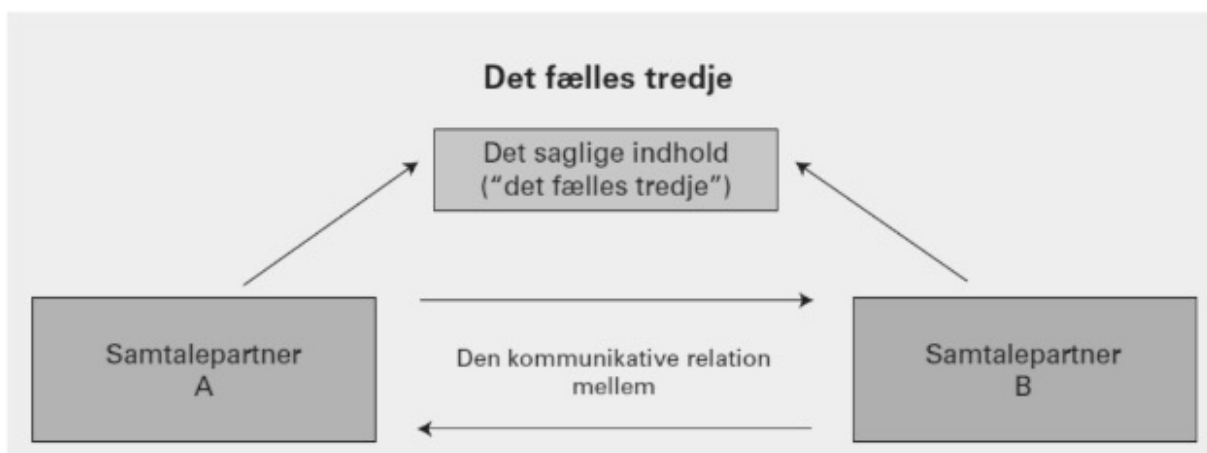 Det fælles tredje
Det saglige indhold
(“det fælles tredje”)
Samtalepartner
A
Den kommunikative relation
mellem
Samtalepartner
B